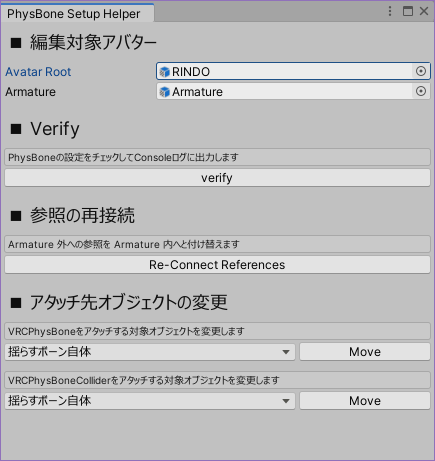 PhysBone Setup Helper
■ 編集対象アバター
Avatar Root RINDO
Armature Armature
■ Verify
PhysBoneの設定をチェックしてConsoleログに出力します
verify
■ 参照の再接続
Armature 外への参照を Armature 内へと付け替えます
Re-Connect References
■ アタッチ先オブジェクトの変更
VRCPhysBoneをアタッチする対象オブジェクトを変更します
揺らすボーン自体 Move
VRCPhysBoneColliderをアタッチする対象オブジェクトを変更します
揺らすボーン自体 Move